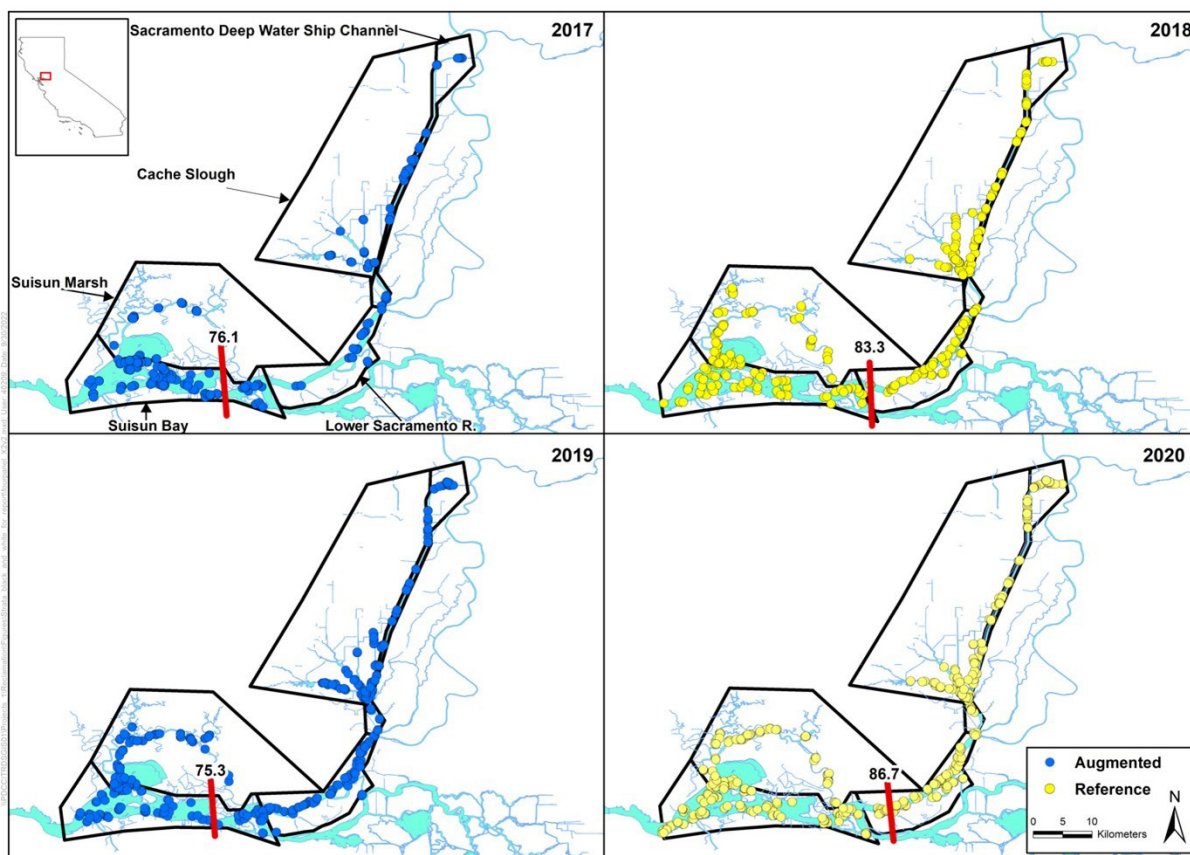 Sacramento Deep Water Ship Channel
2017
Cache Slough
Suisun Marsh
76.1
Suisun Bay
Lower Sacramento R.
2018
83.3
2019
75.3
2020
86.7
Augmented
Reference
N
0 5 10
Kilometers